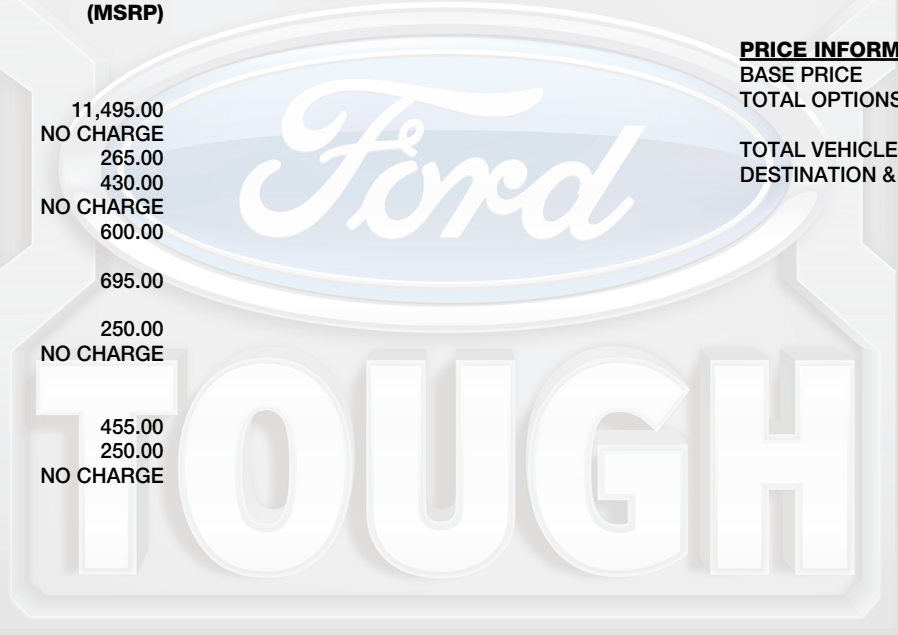 (MSRP)
11,495.00
NO CHARGE
265.00
430.00
NO CHARGE
600.00
695.00
250.00
NO CHARGE
455.00
250.00
NO CHARGE
PRICE INFORM
BASE PRICE
TOTAL OPTIONS
TOTAL VEHICLE
DESTINATION &
Ford
TOUGH